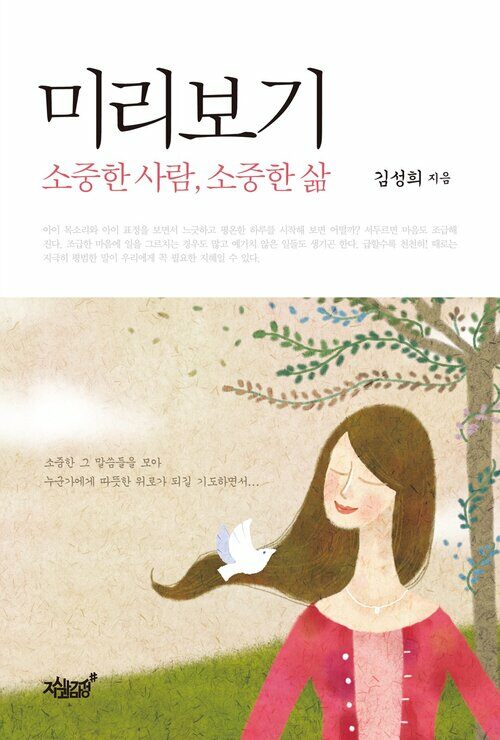 미리보기
소중한 사람, 소중한 삶
김성희 지음
아이 목소리와 아이 표정을 보면서 느긋하고 평온한 하루를 시작해 보면 어떨까? 서두르면 마음도 조급해
진다. 조급한 마음에 일을 그르치는 경우도 많고 예기치 않은 일들도 생기곤 한다. 급할수록 천천히! 때로는
지극히 평범한 말이 우리에게 꼭 필요한 지혜일 수 있다.
소중한 그 말씀들을 모아
누군가에게 따뜻한 위로가 되길 기도하면서...
지식과감성#